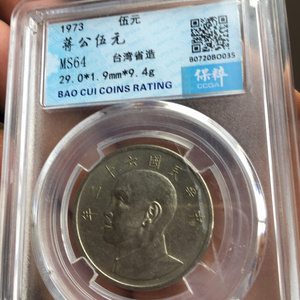 1973 伍元
蒋公伍元
MS64 台湾省造
29.0*1.9mm*9.4g
BAO CUI COINS RATING
B0720BO035
保粹
CCGA
年二十六國民華中